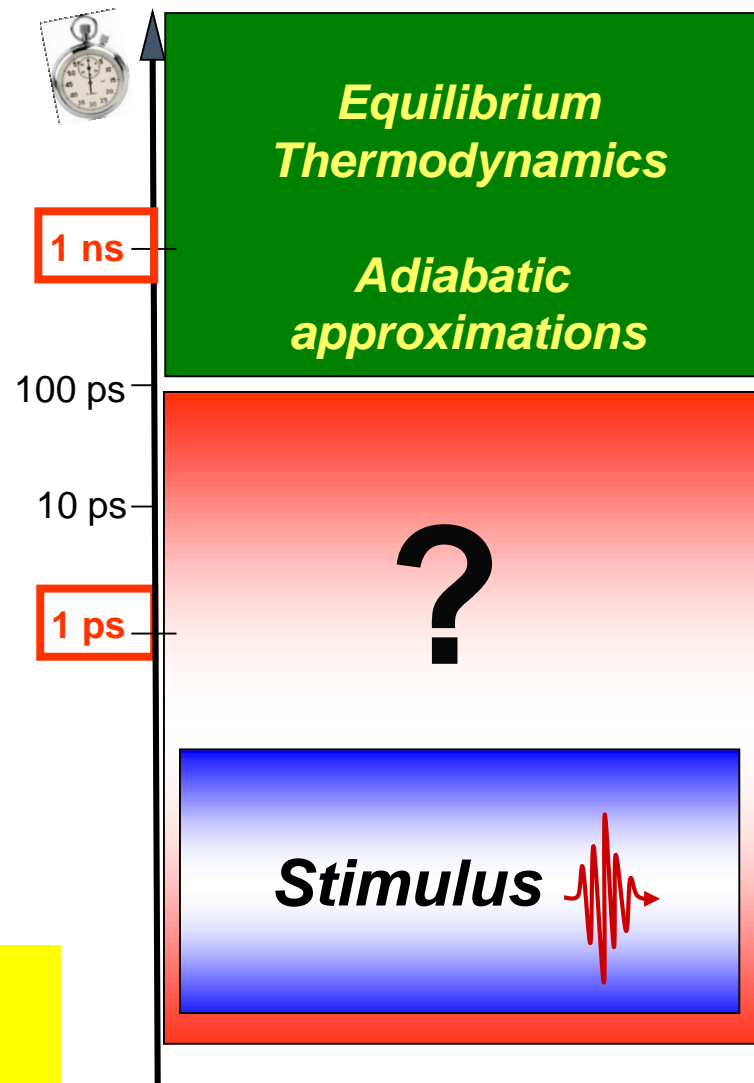 Equilibrium
Thermodynamics
1 ns
Adiabatic
approximations
100 ps
10 ps
?
1 ps
Stimulus